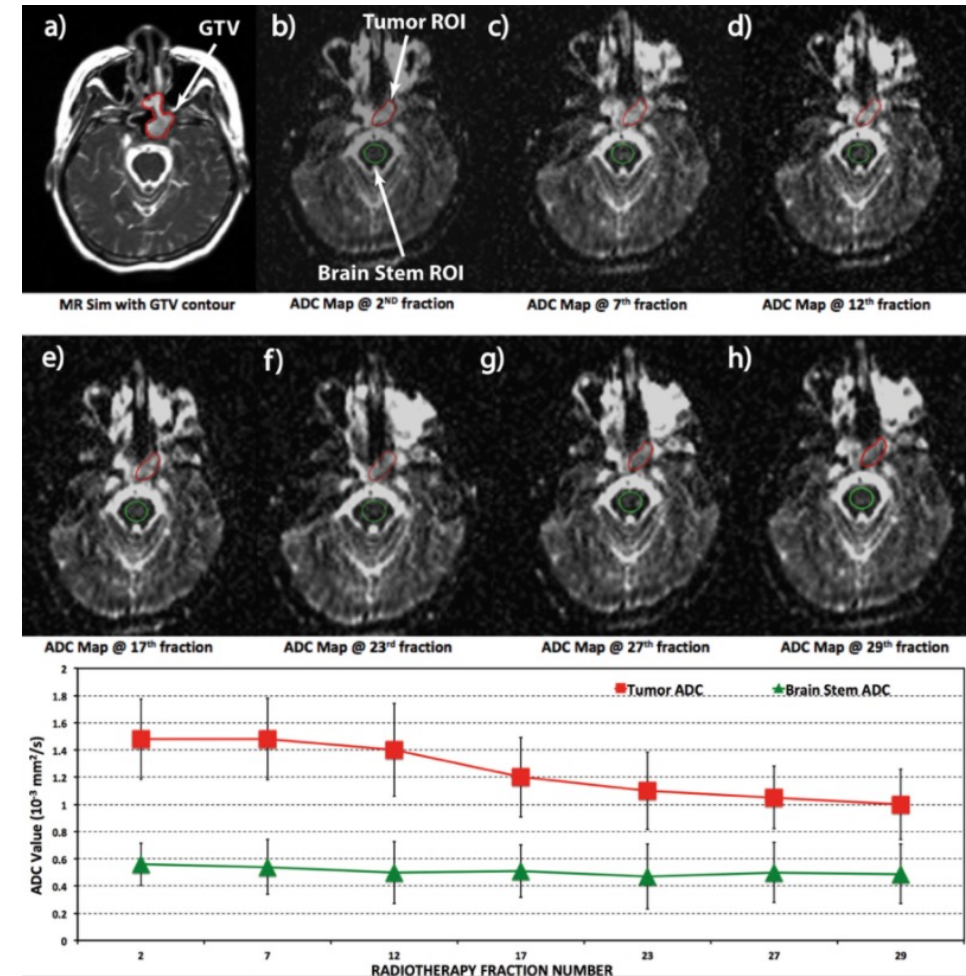 a)
GTV
b)
Tumor ROI
c)
d)
Brain Stem ROI
MR Sim with GTV contour
ADC Map @ 2ND fraction
ADC Map @ 7th fraction
ADC Map @ 12th fraction
e)
f)
g)
h)
ADC Map @ 17th fraction
ADC Map @ 23rd fraction
ADC Map @ 27th fraction
ADC Map @ 29th fraction
Tumor ADC
Brain Stem ADC
ADC Value (10-3 mm2/s)
2
1.8
1.6
1.4
1.2
1
0.8
0.6
0.4
0.2
0
2 7 12 17 23 27 29
RADIOTHERAPY FRACTION NUMBER